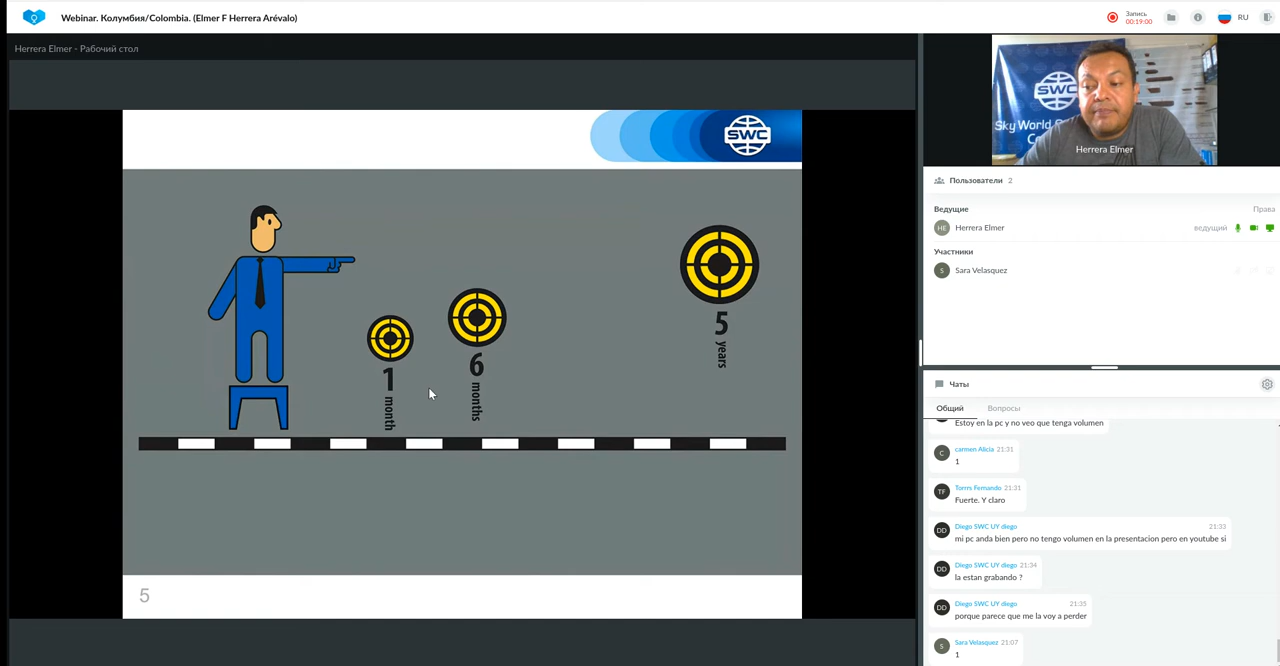 Webinar. Колумбия/Colombia. (Elmer F Herrera Arévalo)
Запись
00:19:00
RU
Herrera Elmer - Рабочий стол
SWC
1
month
6
months
5
years
5
SWC
Sky World
Herrera Elmer
Пользователи 2
Ведущие Права
HE Herrera Elmer ведущий
Участники
S Sara Velasquez
Чаты
Общий Вопросы
Estoy en la pc y no veo que tenga volumen
C carmen Alicia 21:31
1
TF Torrrs Fernando 21:31
Fuerte. Y claro
DD Diego SWC UY diego 21:33
mi pc anda bien pero no tengo volumen en la presentacion pero en youtube si
DD Diego SWC UY diego 21:34
la estan grabando ?
DD Diego SWC UY diego 21:35
porque parece que me la voy a perder
S Sara Velasquez 21:07
1